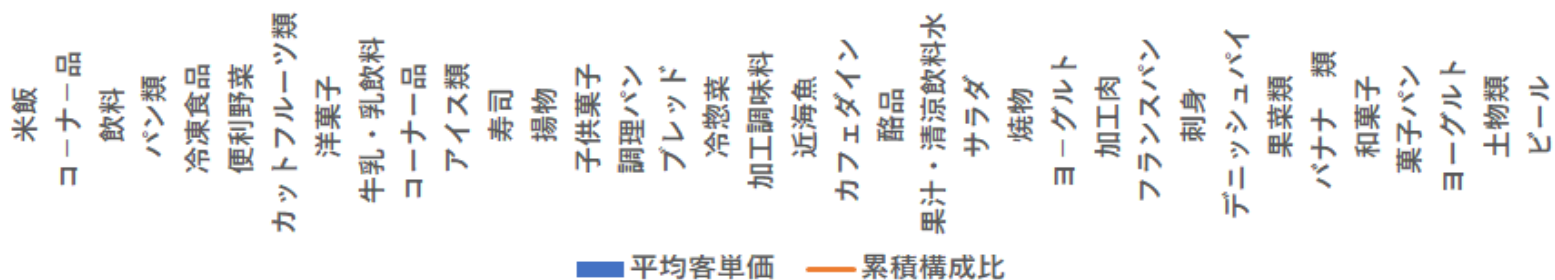 米飯
コーナー品
飲料
パン類
冷凍食品
便利野菜
カットフルーツ類
洋菓子
牛乳・乳飲料
コーナー品
アイス類
寿司
揚物
子供菓子
調理パン
ブレッド
冷惣菜
加工調味料
近海魚
カフェダイン
酪品
果汁・清涼飲料水
サラダ
焼物
ヨーグルト
加工肉
フランスパン
刺身
デニッシュパイ
果菜類
バナナ　類
和菓子
菓子パン
ヨーグルト
土物類
ビール
平均客単価 累積構成比